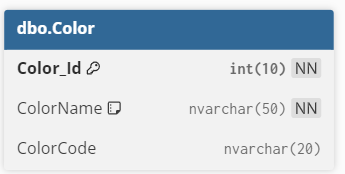 dbo.Color
Color_Id int(10) NN
ColorName nvarchar(50) NN
ColorCode nvarchar(20)